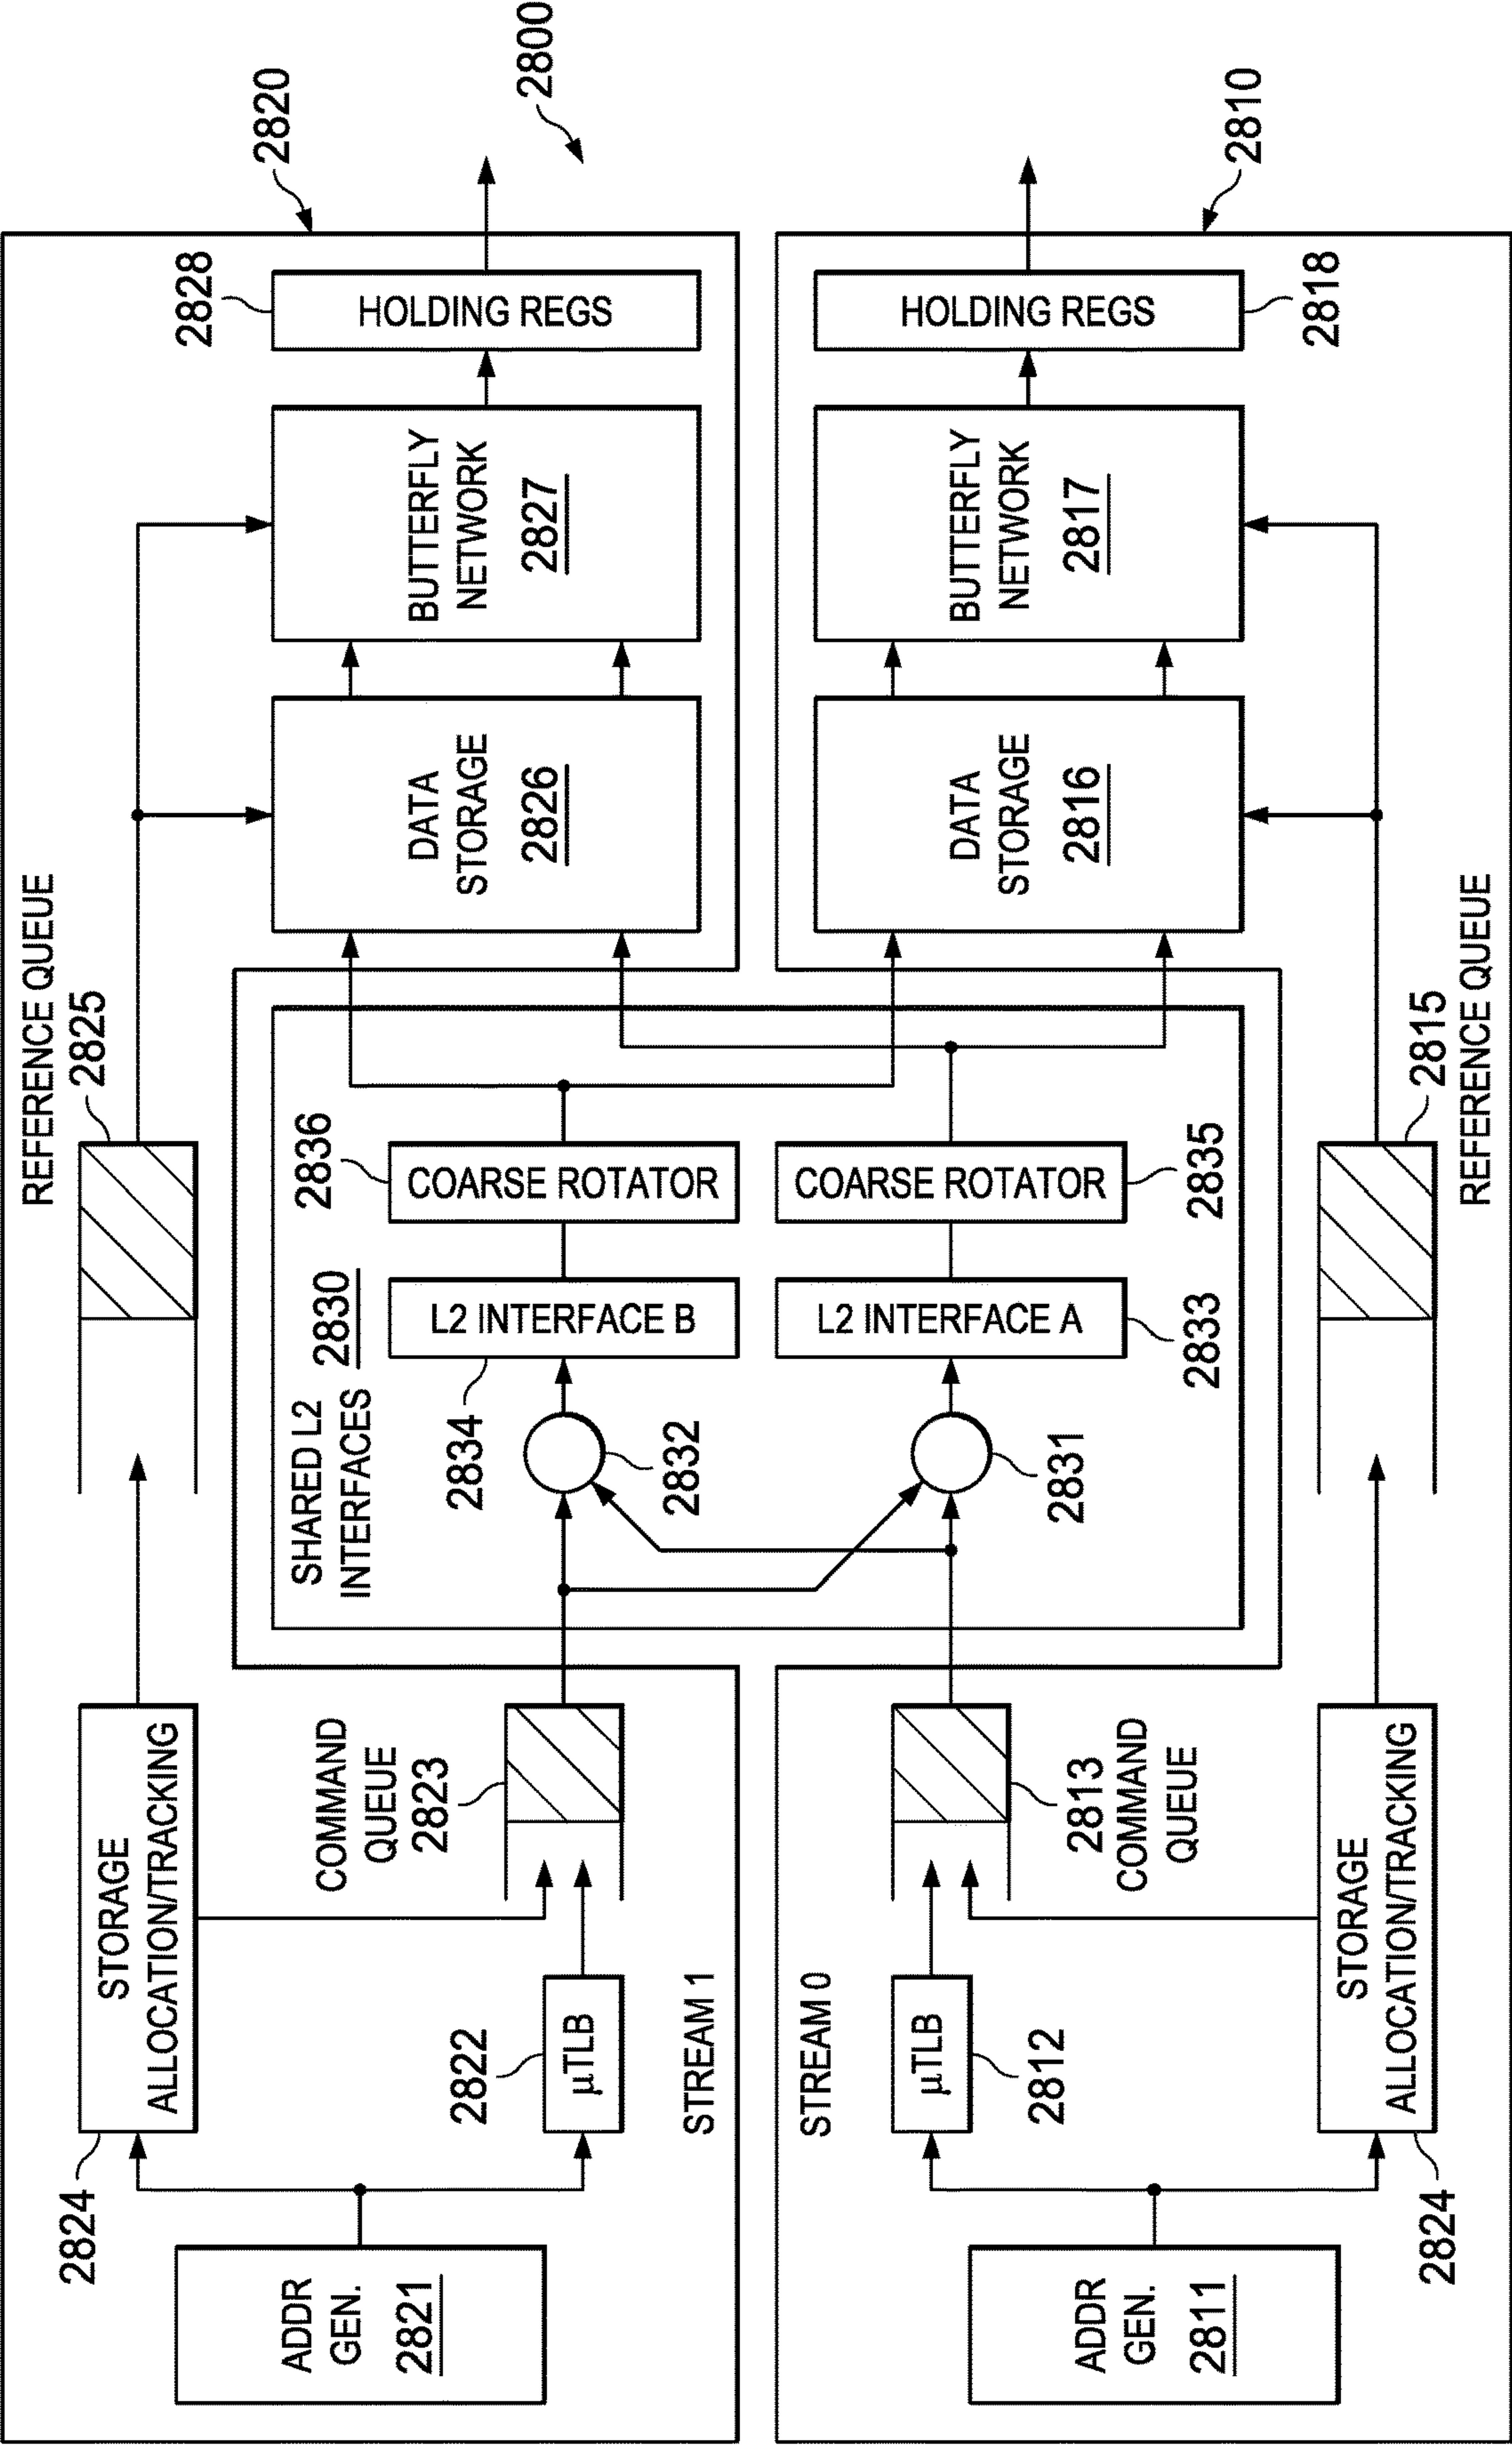 2800
2820
2828
HOLDING REGS
BUTTERFLY
NETWORK
2827
DATA
STORAGE
2826
REFERENCE QUEUE
2825
2836
COARSE ROTATOR
2830
L2 INTERFACE B
2834
2832
SHARED L2
INTERFACES
COMMAND
QUEUE
2823
STORAGE
ALLOCATION/TRACKING
2824
2822
µTLB
STREAM 1
ADDR
GEN.
2821
2810
HOLDING REGS
2818
BUTTERFLY
NETWORK
2817
DATA
STORAGE
2816
REFERENCE QUEUE
2815
COARSE ROTATOR
2835
L2 INTERFACE A
2833
2831
2813
COMMAND
QUEUE
STREAM 0
µTLB
2812
STORAGE
ALLOCATION/TRACKING
2824
ADDR
GEN.
2811